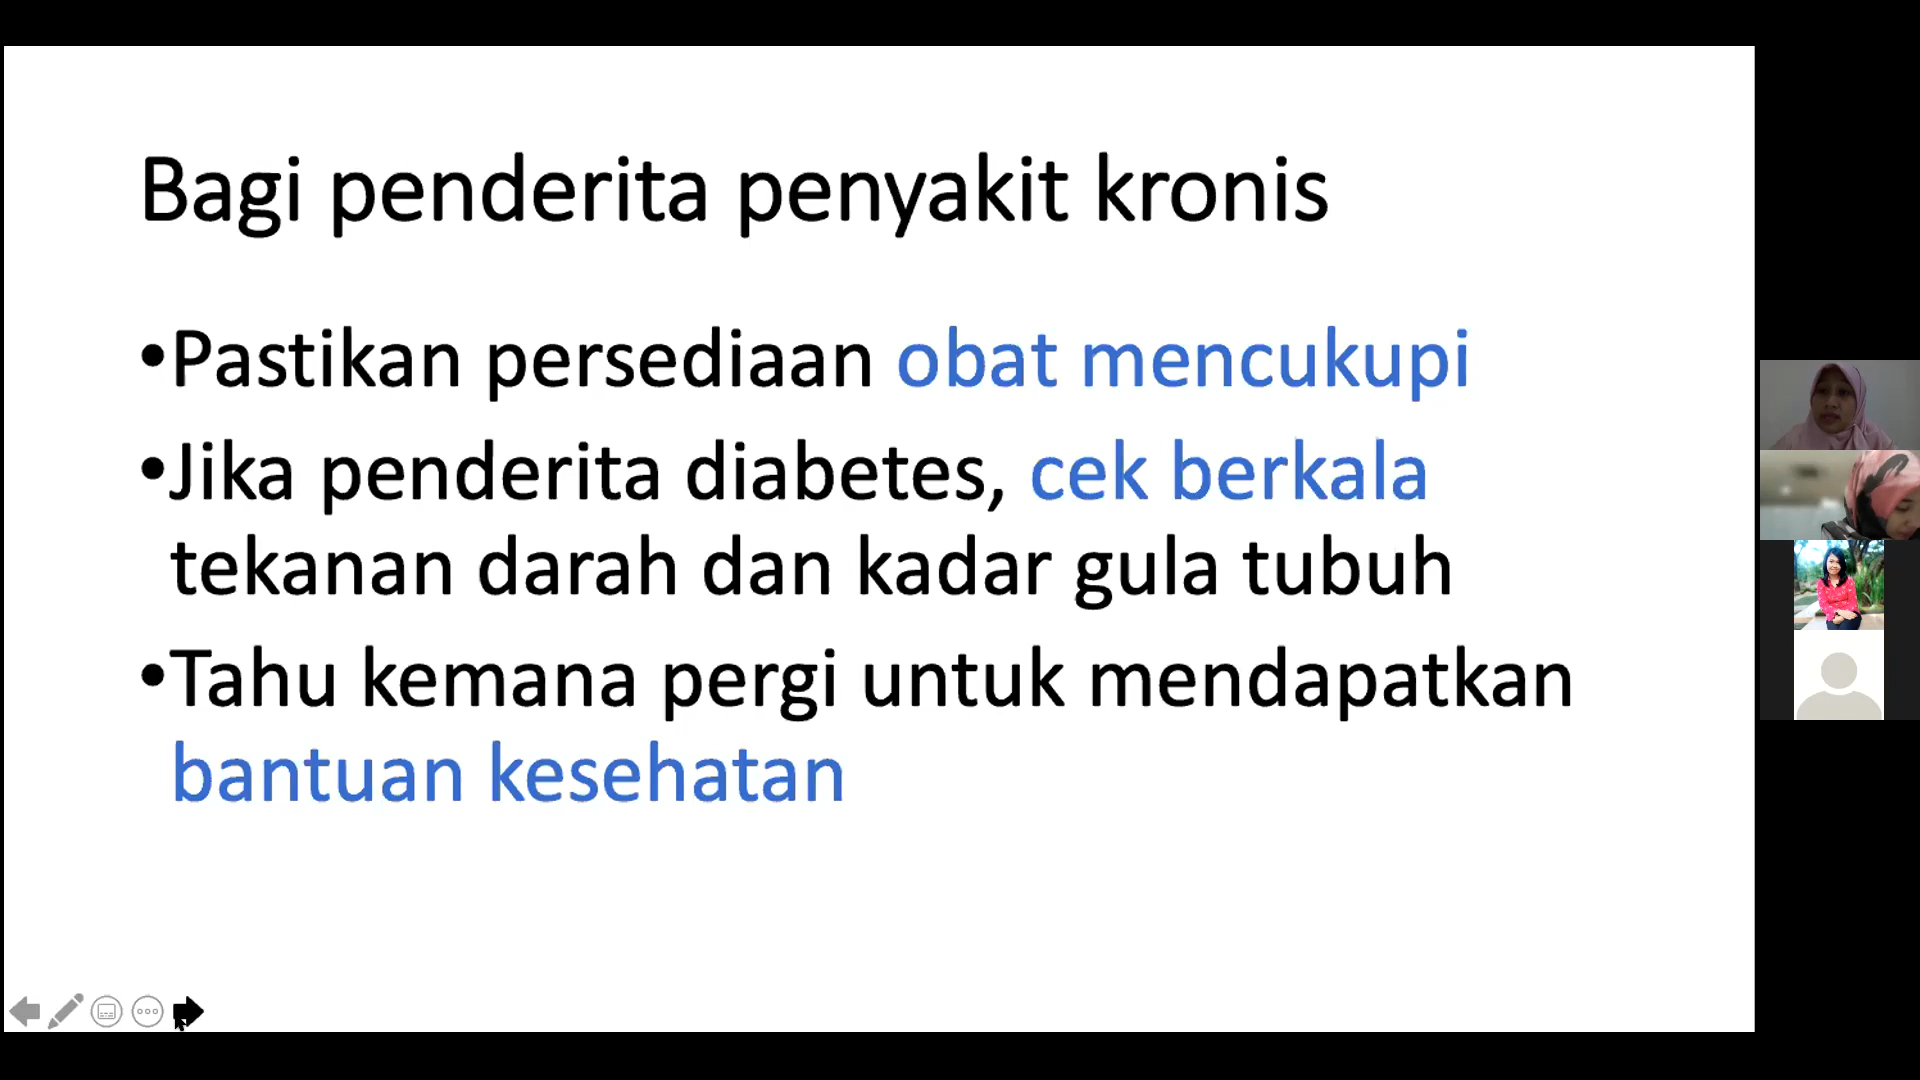 Bagi penderita penyakit kronis
•Pastikan persediaan obat mencukupi
•Jika penderita diabetes, cek berkala
tekanan darah dan kadar gula tubuh
•Tahu kemana pergi untuk mendapatkan
bantuan kesehatan